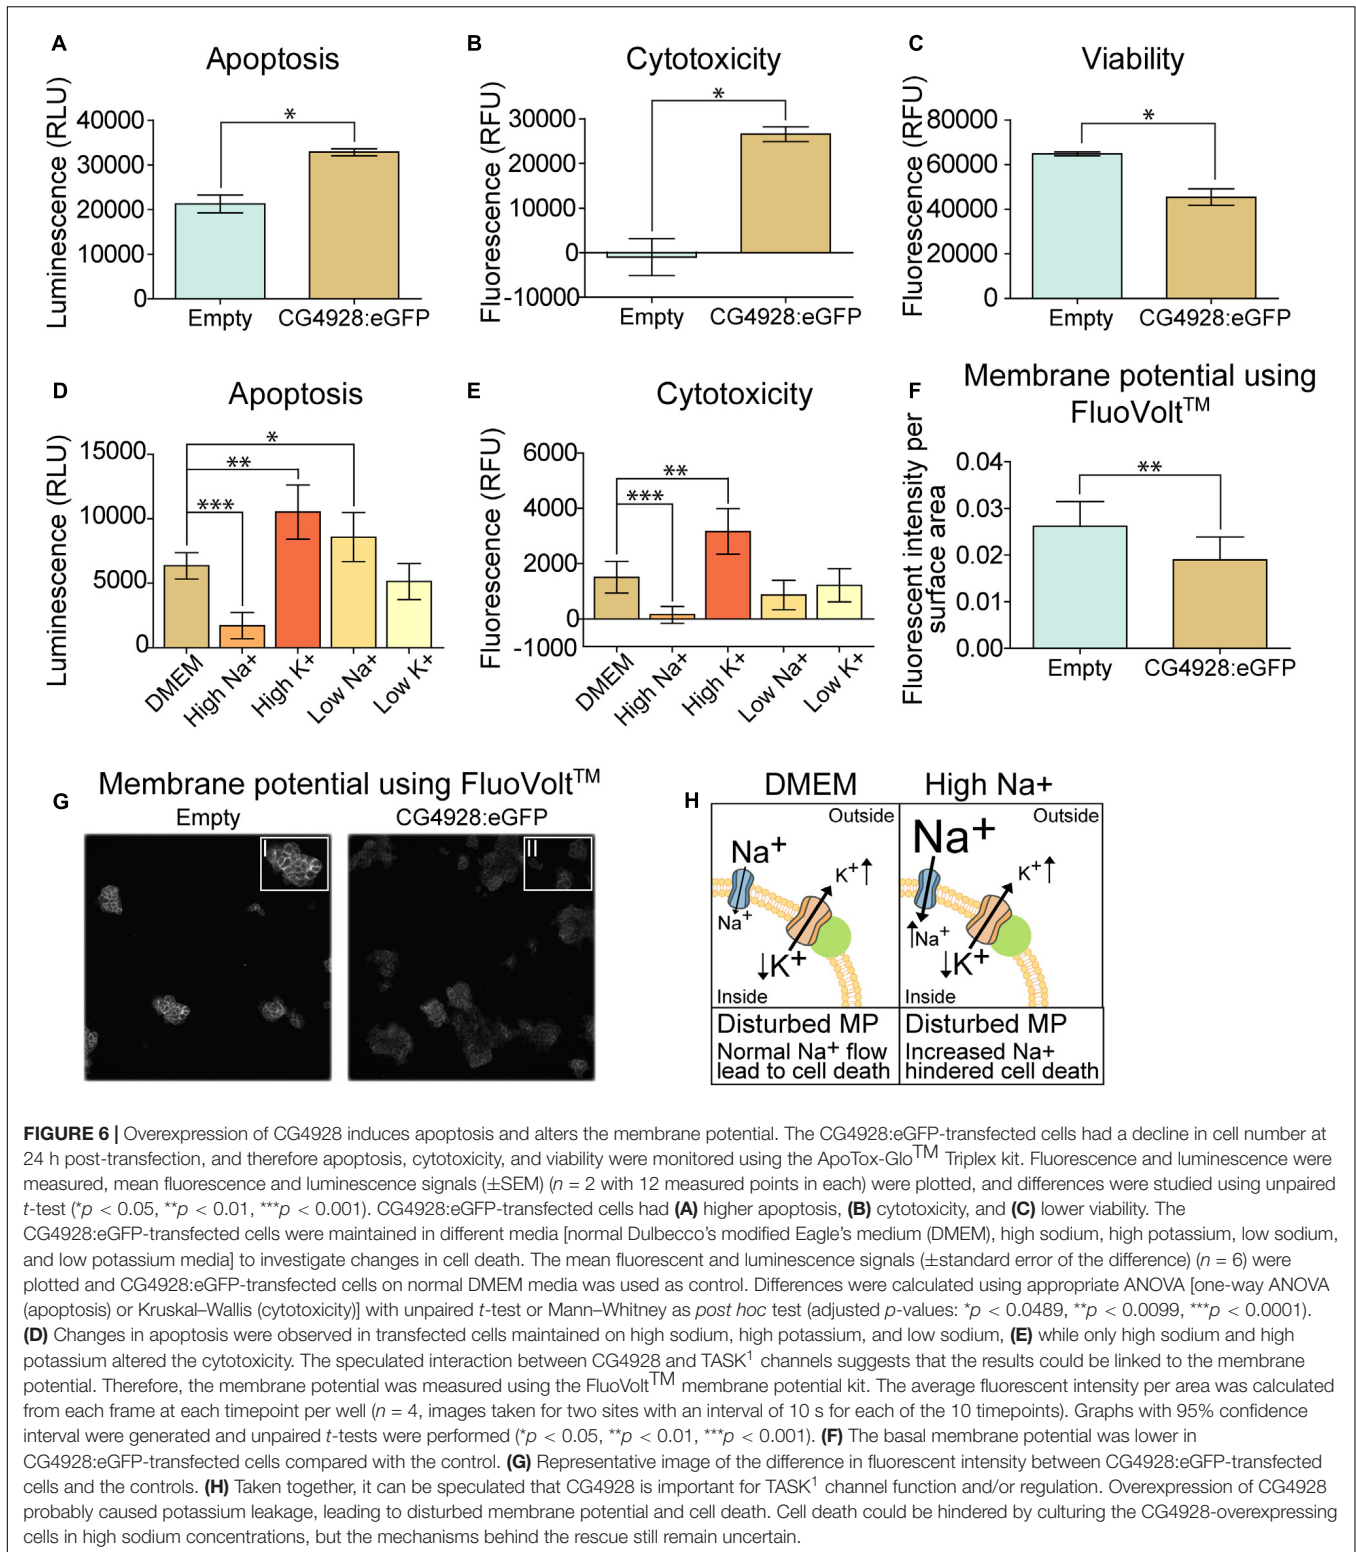 A
Apoptosis
Luminescence (RLU)
40000
30000
20000
10000
0
*
Empty
CG4928:eGFP
B
Cytotoxicity
Fluorescence (RFU)
30000
20000
10000
0
-10000
*
Empty
CG4928:eGFP
C
Viability
Fluorescence (RFU)
80000
60000
40000
20000
0
*
Empty
CG4928:eGFP
D
Apoptosis
Luminescence (RLU)
15000
10000
5000
0
*
**
***
DMEM
High Na+
High K+
Low Na+
Low K+
E
Cytotoxicity
Fluorescence (RFU)
6000
4000
2000
0
-1000
**
***
DMEM
High Na+
High K+
Low Na+
Low K+
F
Membrane potential using
FluoVolt™
Fluorescent intensity per
surface area
0.04
0.03
0.02
0.01
0.00
**
Empty
CG4928:eGFP
G
Membrane potential using FluoVolt™
Empty
CG4928:eGFP
I
II
H
DMEM
High Na+
Outside
Na⁺
K⁺↑
Na⁺
↓K⁺
Inside
Outside
Na⁺
K⁺↑
↑Na⁺
↓K⁺
Inside
Disturbed MP
Normal Na⁺ flow
lead to cell death
Disturbed MP
Increased Na+
hindered cell death
FIGURE 6 | Overexpression of CG4928 induces apoptosis and alters the membrane potential. The CG4928:eGFP-transfected cells had a decline in cell number at
24 h post-transfection, and therefore apoptosis, cytotoxicity, and viability were monitored using the ApoTox-Glo™ Triplex kit. Fluorescence and luminescence were
measured, mean fluorescence and luminescence signals (±SEM) (n = 2 with 12 measured points in each) were plotted, and differences were studied using unpaired
t-test (*p < 0.05, **p < 0.01, ***p < 0.001). CG4928:eGFP-transfected cells had (A) higher apoptosis, (B) cytotoxicity, and (C) lower viability. The
CG4928:eGFP-transfected cells were maintained in different media [normal Dulbecco's modified Eagle's medium (DMEM), high sodium, high potassium, low sodium,
and low potassium media] to investigate changes in cell death. The mean fluorescent and luminescence signals (±standard error of the difference) (n = 6) were
plotted and CG4928:eGFP-transfected cells on normal DMEM media was used as control. Differences were calculated using appropriate ANOVA [one-way ANOVA
(apoptosis) or Kruskal–Wallis (cytotoxicity)] with unpaired t-test or Mann–Whitney as post hoc test (adjusted p-values: *p < 0.0489, **p < 0.0099, ***p < 0.0001).
(D) Changes in apoptosis were observed in transfected cells maintained on high sodium, high potassium, and low sodium, (E) while only high sodium and high
potassium altered the cytotoxicity. The speculated interaction between CG4928 and TASK¹ channels suggests that the results could be linked to the membrane
potential. Therefore, the membrane potential was measured using the FluoVolt™ membrane potential kit. The average fluorescent intensity per area was calculated
from each frame at each timepoint per well (n = 4, images taken for two sites with an interval of 10 s for each of the 10 timepoints). Graphs with 95% confidence
interval were generated and unpaired t-tests were performed (*p < 0.05, **p < 0.01, ***p < 0.001). (F) The basal membrane potential was lower in
CG4928:eGFP-transfected cells compared with the control. (G) Representative image of the difference in fluorescent intensity between CG4928:eGFP-transfected
cells and the controls. (H) Taken together, it can be speculated that CG4928 is important for TASK¹ channel function and/or regulation. Overexpression of CG4928
probably caused potassium leakage, leading to disturbed membrane potential and cell death. Cell death could be hindered by culturing the CG4928-overexpressing
cells in high sodium concentrations, but the mechanisms behind the rescue still remain uncertain.